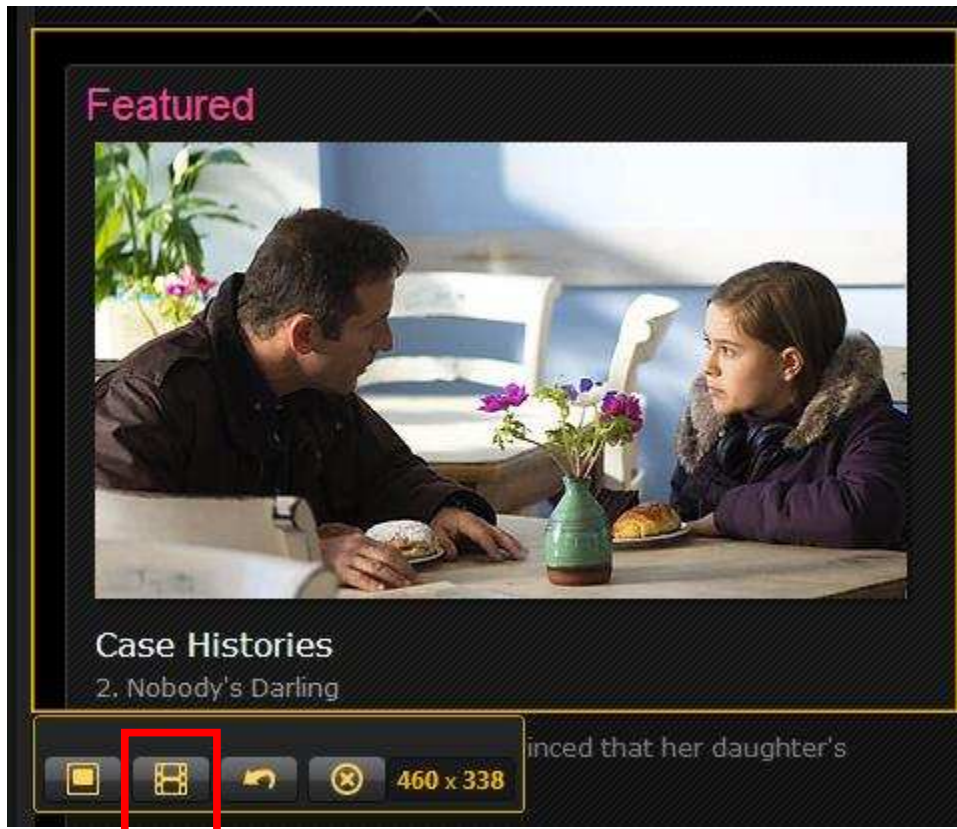 Featured
Case Histories
2. Nobody's Darling
inced that her daughter's
460 x 338